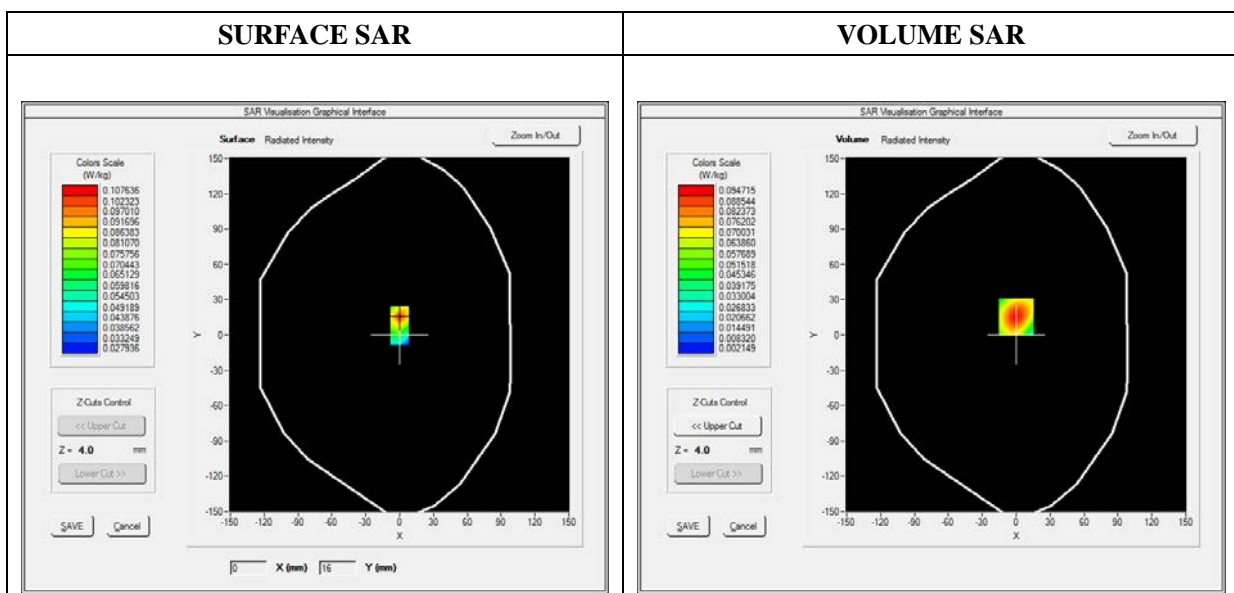 SURFACE SAR
VOLUME SAR
SAR Visualisation Graphical Interface
Surface Radiated Intensity
Zoom In/Out
Colors Scale
(W/kg)
0.107636
0.102323
0.097010
0.091696
0.086383
0.081070
0.075756
0.070443
0.065129
0.059816
0.054503
0.049189
0.043876
0.038562
0.033249
0.027936
Z-Cuts Control
<< Upper Cut
Z = 4.0 mm
Lower Cut >>
SAVE Cancel
150
120
90
60
30
0
-30
-60
-90
-120
-150
Y
-150 -120 -90 -60 -30 0 30 60 90 120 150
X
0 X (mm) 16 Y (mm)
SAR Visualisation Graphical Interface
Volume Radiated Intensity
Zoom In/Out
Colors Scale
(W/kg)
0.094715
0.088544
0.082373
0.076202
0.070031
0.063860
0.057689
0.051518
0.045346
0.039175
0.033004
0.026833
0.020662
0.014491
0.008320
0.002149
Z-Cuts Control
<< Upper Cut
Z = 4.0 mm
Lower Cut >>
SAVE Cancel
150
120
90
60
30
0
-30
-60
-90
-120
-150
Y
-150 -120 -90 -60 -30 0 30 60 90 120 150
X